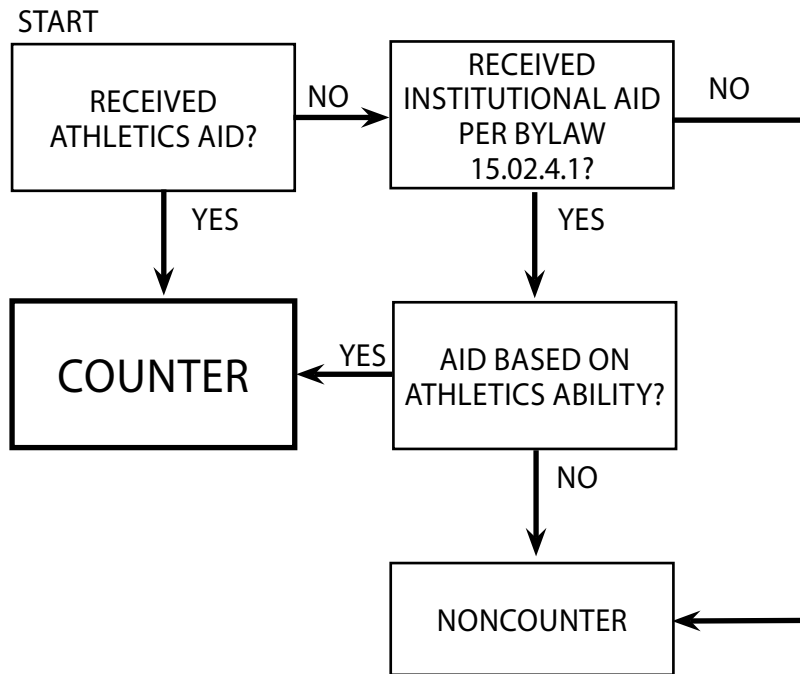 START
RECEIVED
ATHLETICS AID?
NO
RECEIVED
INSTITUTIONAL AID
PER BYLAW
15.02.4.1?
NO
YES
YES
COUNTER
YES
AID BASED ON
ATHLETICS ABILITY?
NO
NONCOUNTER